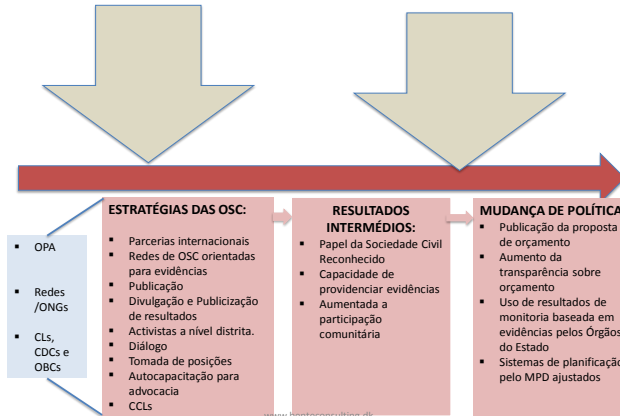 OPA
Redes
/ONGs
CLs,
CDCs e
OBCs
ESTRATÉGIAS DAS OSC:
Parcerias internacionais
Redes de OSC orientadas
para evidências
Publicação
Divulgação e Publicização
de resultados
Activistas a nível distrita.
Diálogo
Tomada de posições
Autocapacitação para
advocacia
CCLs
RESULTADOS
INTERMÉDIOS:
Papel da Sociedade Civil
Reconhecido
Capacidade de
providenciar evidências
Aumentada a
participação
comunitária
MUDANÇA DE POLÍTICA
Publicação da proposta
de orçamento
Aumento da
transparência sobre
orçamento
Uso de resultados de
monitoria baseada em
evidências pelos Órgãos
do Estado
Sistemas de planificação
pelo MPD ajustados